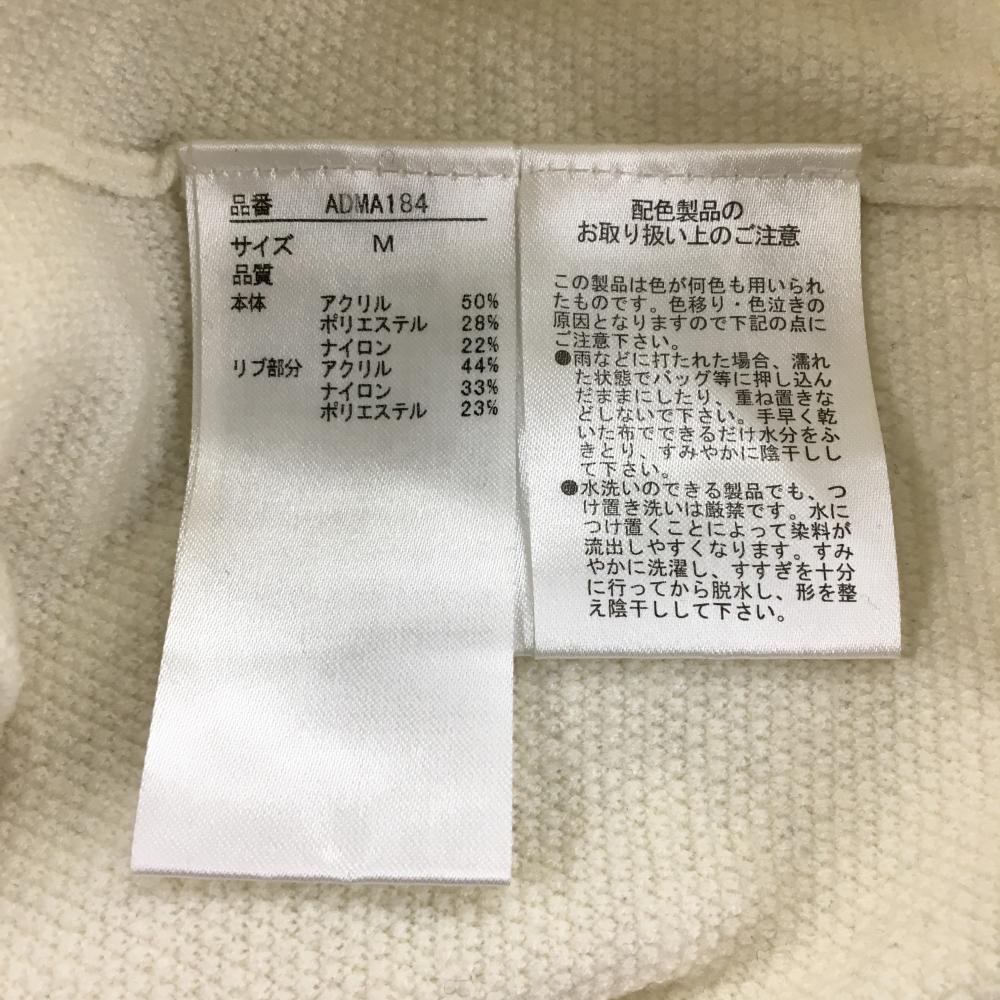 品番 ADMA184
サイズ M
品質
本体 アクリル 50%
ポリエステル 28%
ナイロン 22%
リブ部分 アクリル 44%
ナイロン 33%
ポリエステル 23%
配色製品の
お取り扱い上のご注意
この製品は色が何色も用いられ
たものです。色移り・色泣きの
原因となりますので下記の点に
ご注意下さい。
●雨などに打たれた場合、濡れ
た状態でバッグ等に押し込ん
だままにしたり、重ね置きな
どしないで下さい。手早く乾
いた布でできるだけ水分をふ
きとり、すみやかに陰干しし
て下さい。
●水洗いのできる製品でも、つ
け置き洗いは厳禁です。水に
つけ置くことによって染料が
流出しやすくなります。すみ
やかに洗濯し、すすぎを十分
に行ってから脱水し、形を整
え陰干しして下さい。